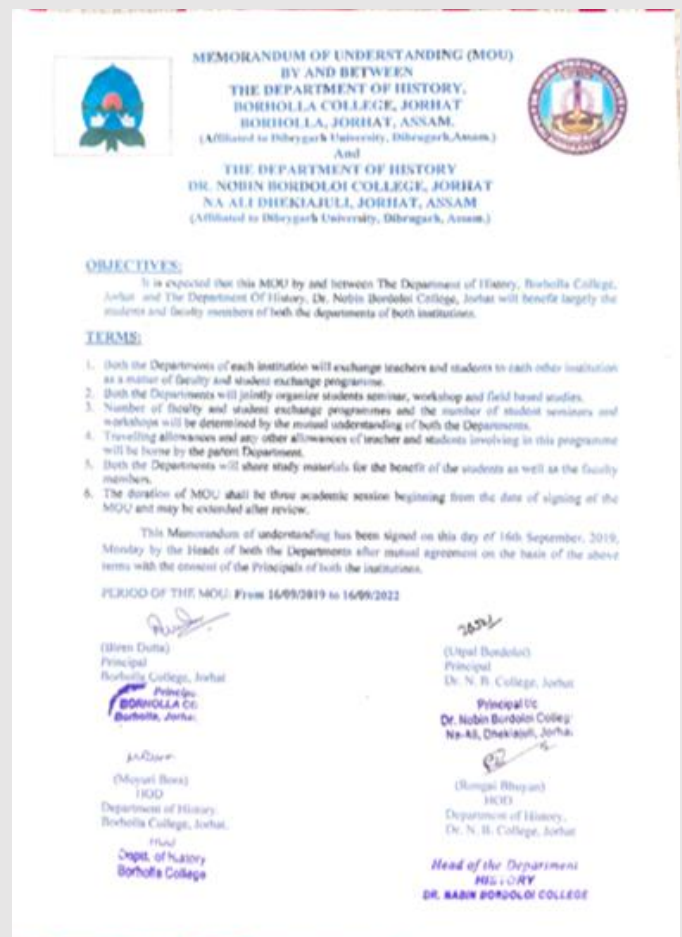 MEMORANDUM OF UNDERSTANDING (MOU)
BY AND BETWEEN
THE DEPARTMENT OF HISTORY,
BORHOLLA COLLEGE, JORHAT
BORHOLLA, JORHAT, ASSAM.
(Affiliated to Dibrygarh University, Dibrugarh,Assam.)
And
THE DEPARTMENT OF HISTORY
DR. NOBIN BORDOLOI COLLEGE, JORHAT
NA ALI DHEKIAJULI, JORHAT, ASSAM
(Affiliated to Dibrygarh University, Dibrugarh, Assam.)
OBJECTIVES:
It is expected that this MOU by and between The Department of History, Borholla College,
Jorhat and The Department Of History, Dr. Nobin Bordoloi College, Jorhat will benefit largely the
students and faculty members of both the departments of both institutions.
TERMS:
1. Both the Departments of each institution will exchange teachers and students to each other institution
as a matter of faculty and student exchange programme.
2. Both the Departments will jointly organize students seminar, workshop and field based studies.
3. Number of faculty and student exchange programmes and the number of student seminars and
workshops will be determined by the mutual understanding of both the Departments.
4. Travelling allowances and any other allowances of teacher and students involving in this programme
will be borne by the parent Department.
5. Both the Departments will share study materials for the benefit of the students as well as the faculty
members.
6. The duration of MOU shall be three academic session beginning from the date of signing of the
MOU and may be extended after review.
This Memorandum of understanding has been signed on this day of 16th September, 2019,
Monday by the Heads of both the Departments after mutual agreement on the basis of the above
terms with the consent of the Principals of both the institutions.
PERIOD OF THE MOU: From 16/09/2019 to 16/09/2022
(Biren Dutta)
Principal
Borholla College, Jorhat
Principa
BORHOLLA CO
Borholla, Jorhat
(Utpal Bordoloi)
Principal
Dr. N. B. College, Jorhat
Principal i/c
Dr. Nobin Bordoloi Colleg
Na-Ali, Dhekiajuli, Jorha
(Moyuri Bora)
HOD
Department of History.
Borholla College, Jorhat.
HOD
Deptt. of History
Borholla College
(Rongai Bhuyan)
HOD
Department of History,
Dr. N. B. College, Jorhat
Head of the Department
HISTORY
DR. NABIN BORDOLOI COLLEGE